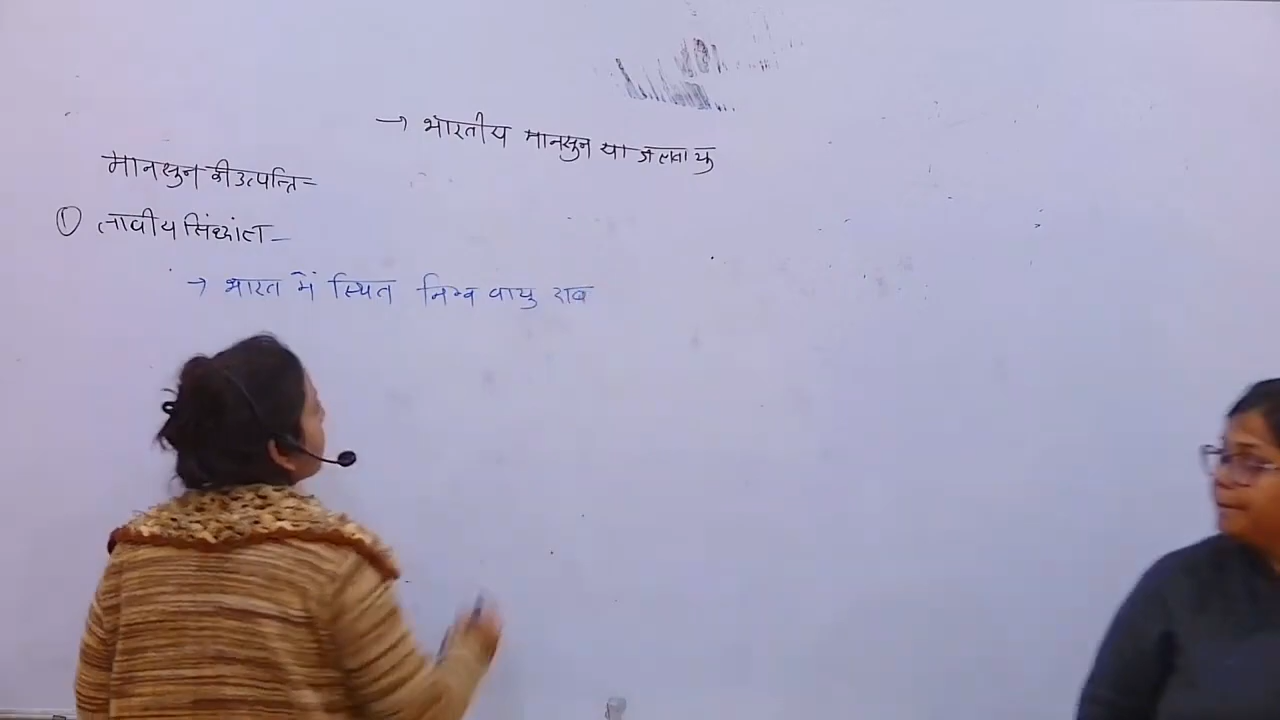 → भारतीय मानसुन या जलवायु
मानसुन की उत्पत्ति–
① तापीय सिंध्दांत–
→ भारत में स्थित निम्न वायु दाब